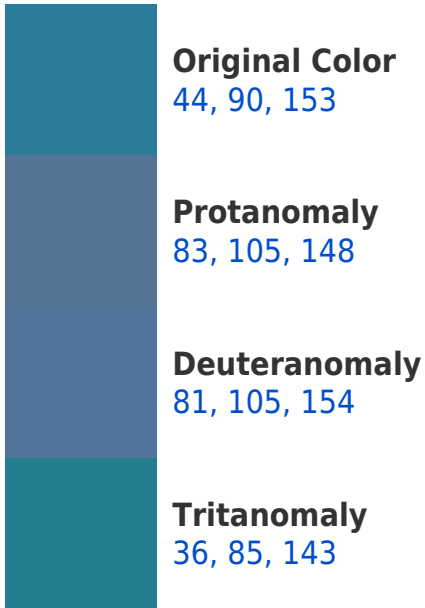 Original Color
44, 90, 153
Protanomaly
83, 105, 148
Deuteranomaly
81, 105, 154
Tritanomaly
36, 85, 143